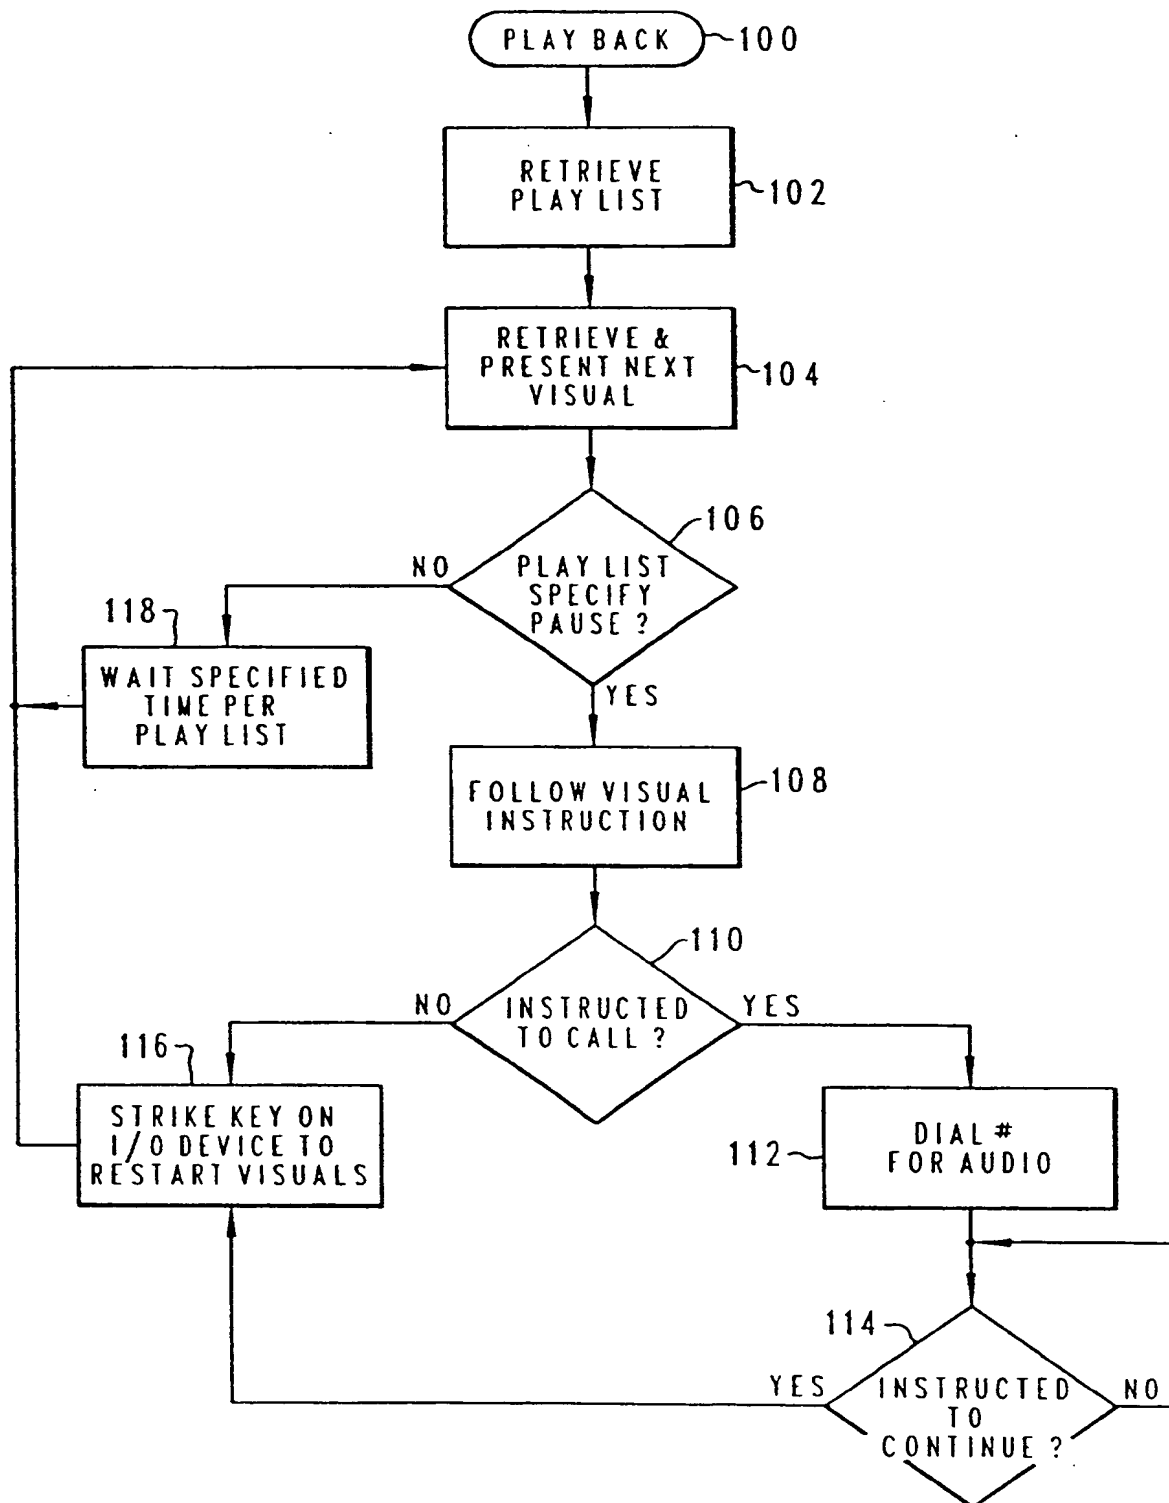 PLAY BACK
100
RETRIEVE
PLAY LIST
102
RETRIEVE &
PRESENT NEXT
VISUAL
104
106
PLAY LIST
SPECIFY
PAUSE ?
NO
YES
118
WAIT SPECIFIED
TIME PER
PLAY LIST
FOLLOW VISUAL
INSTRUCTION
108
110
INSTRUCTED
TO CALL ?
NO
YES
116
STRIKE KEY ON
I/O DEVICE TO
RESTART VISUALS
DIAL #
FOR AUDIO
112
114
INSTRUCTED
TO
CONTINUE ?
YES
NO